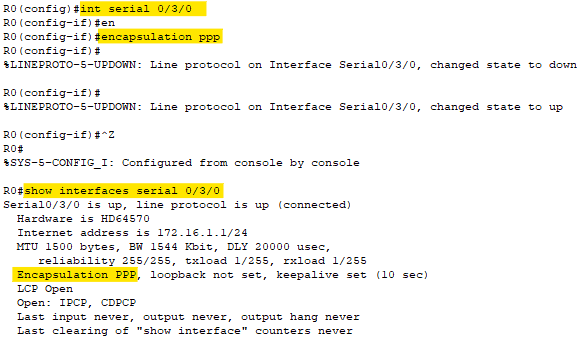 R0(config)#int serial 0/3/0
R0(config-if)#en
R0(config-if)#encapsulation ppp
R0(config-if)#
%LINEPROTO-5-UPDOWN: Line protocol on Interface Serial0/3/0, changed state to down
R0(config-if)#
%LINEPROTO-5-UPDOWN: Line protocol on Interface Serial0/3/0, changed state to up
R0(config-if)#^Z
R0#
%SYS-5-CONFIG_I: Configured from console by console
R0#show interfaces serial 0/3/0
Serial0/3/0 is up, line protocol is up (connected)
Hardware is HD64570
Internet address is 172.16.1.1/24
MTU 1500 bytes, BW 1544 Kbit, DLY 20000 usec,
reliability 255/255, txload 1/255, rxload 1/255
Encapsulation PPP, loopback not set, keepalive set (10 sec)
LCP Open
Open: IPCP, CDPCP
Last input never, output never, output hang never
Last clearing of "show interface" counters never